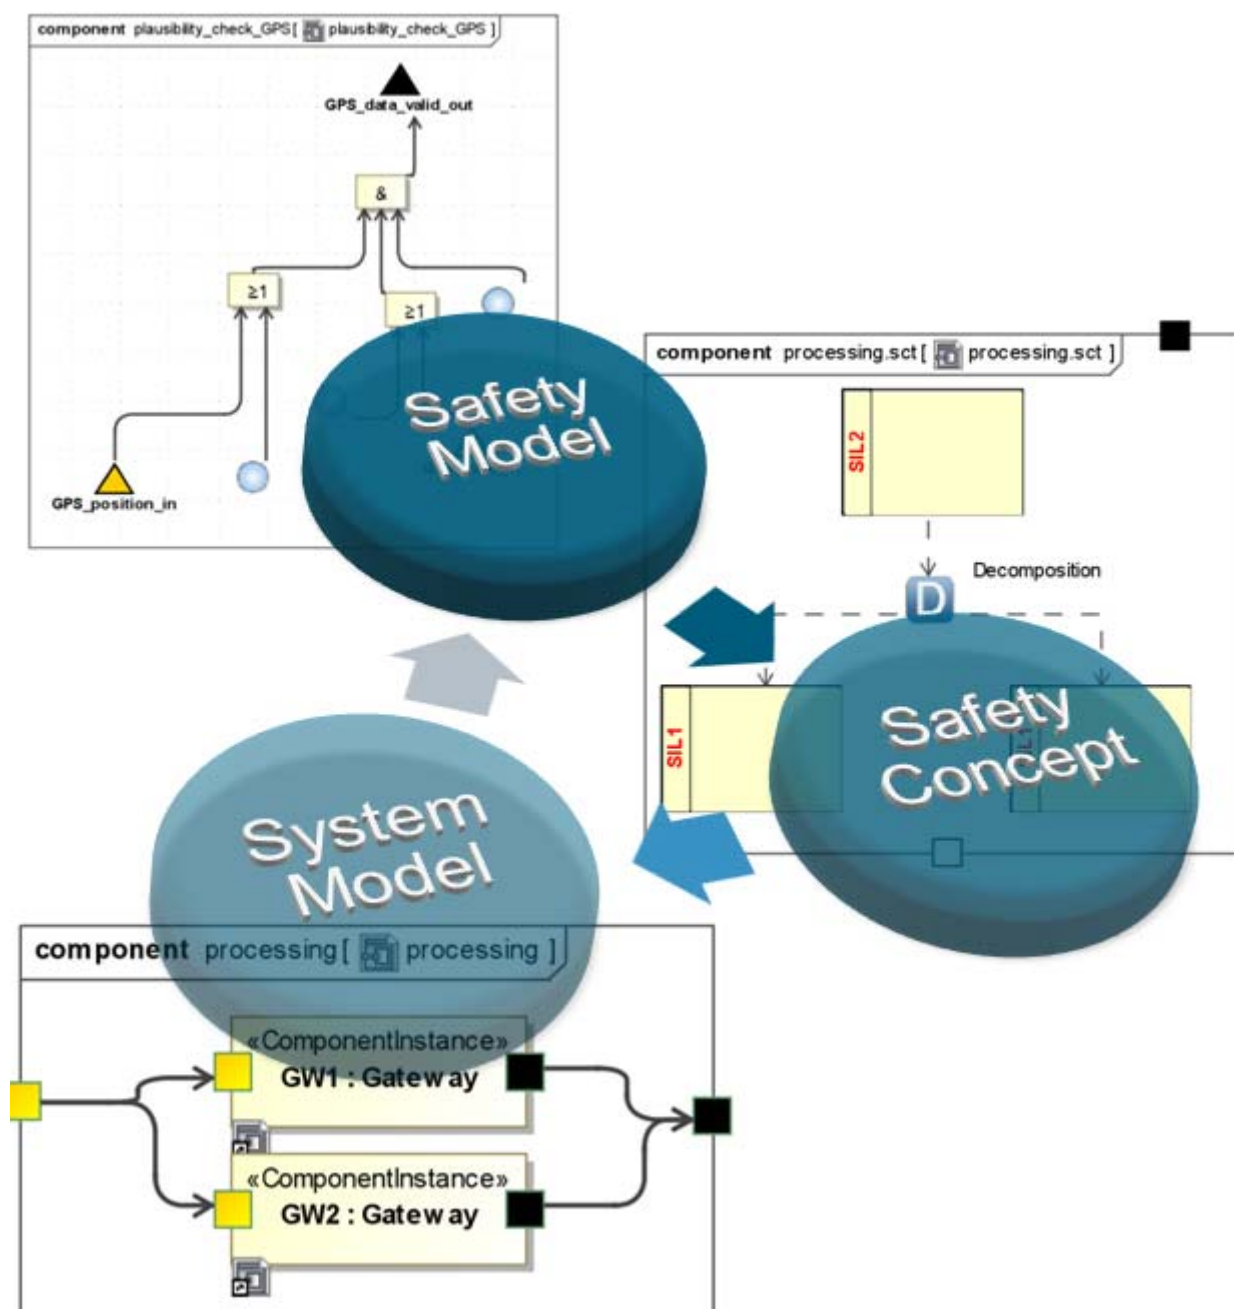 component plausibility_check_GPS[ plausibility_check_GPS ]
GPS_data_valid_out
&
≥1
≥1
GPS_position_in
Safety
Model
component processing.sct[ processing.sct ]
SIL2
Decomposition
D
SIL1
Safety
Concept
System
Model
component processing[ processing ]
«ComponentInstance»
GW1 : Gateway
«ComponentInstance»
GW2 : Gateway